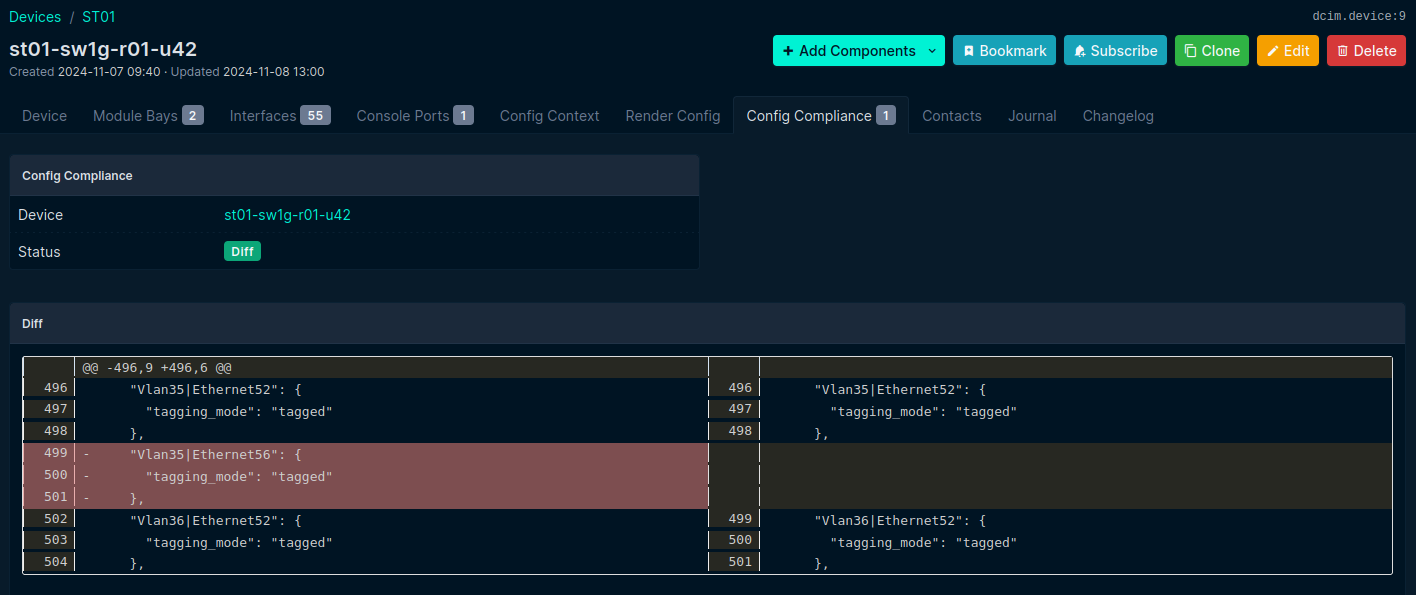 Devices / ST01
dcim.device:9
st01-sw1g-r01-u42
Created 2024-11-07 09:40 · Updated 2024-11-08 13:00
+ Add Components
Bookmark
Subscribe
Clone
Edit
Delete
Device
Module Bays 2
Interfaces 55
Console Ports 1
Config Context
Render Config
Config Compliance 1
Contacts
Journal
Changelog
Config Compliance
Device st01-sw1g-r01-u42
Status Diff
Diff
@@ -496,9 +496,6 @@
496 "Vlan35|Ethernet52": { 496 "Vlan35|Ethernet52": {
497 "tagging_mode": "tagged" 497 "tagging_mode": "tagged"
498 }, 498 },
499 - "Vlan35|Ethernet56": {
500 - "tagging_mode": "tagged"
501 - },
502 "Vlan36|Ethernet52": { 499 "Vlan36|Ethernet52": {
503 "tagging_mode": "tagged" 500 "tagging_mode": "tagged"
504 }, 501 },